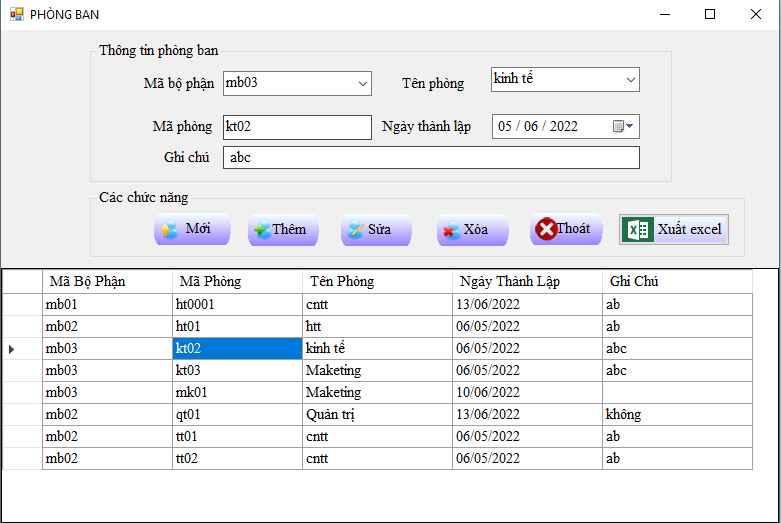 PHÒNG BAN
Thông tin phòng ban
Mã bộ phận mb03 Tên phòng kinh tế
Mã phòng kt02 Ngày thành lập 05 / 06 / 2022
Ghi chú abc
Các chức năng
Mới Thêm Sửa Xóa Thoát Xuất excel
Mã Bộ Phận Mã Phòng Tên Phòng Ngày Thành Lập Ghi Chú
mb01 ht0001 cntt 13/06/2022 ab
mb02 ht01 htt 06/05/2022 ab
mb03 kt02 kinh tế 06/05/2022 abc
mb03 kt03 Maketing 06/05/2022 abc
mb03 mk01 Maketing 10/06/2022
mb02 qt01 Quản trị 13/06/2022 không
mb02 tt01 cntt 06/05/2022 ab
mb02 tt02 cntt 06/05/2022 ab